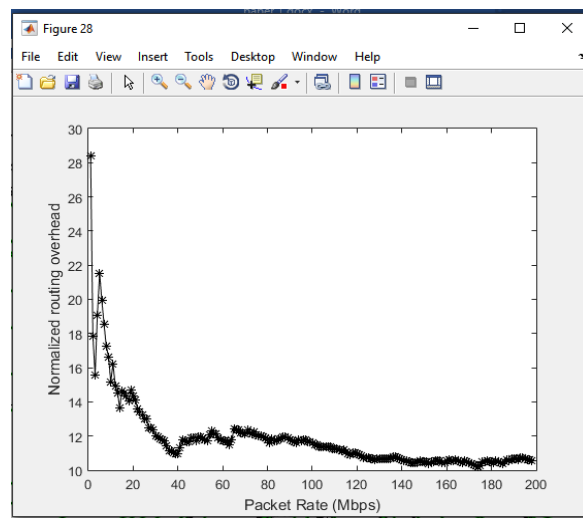 Figure 28
File Edit View Insert Tools Desktop Window Help
30
28
26
24
22
20
18
16
14
12
10
Normalized routing overhead
0 20 40 60 80 100 120 140 160 180 200
Packet Rate (Mbps)